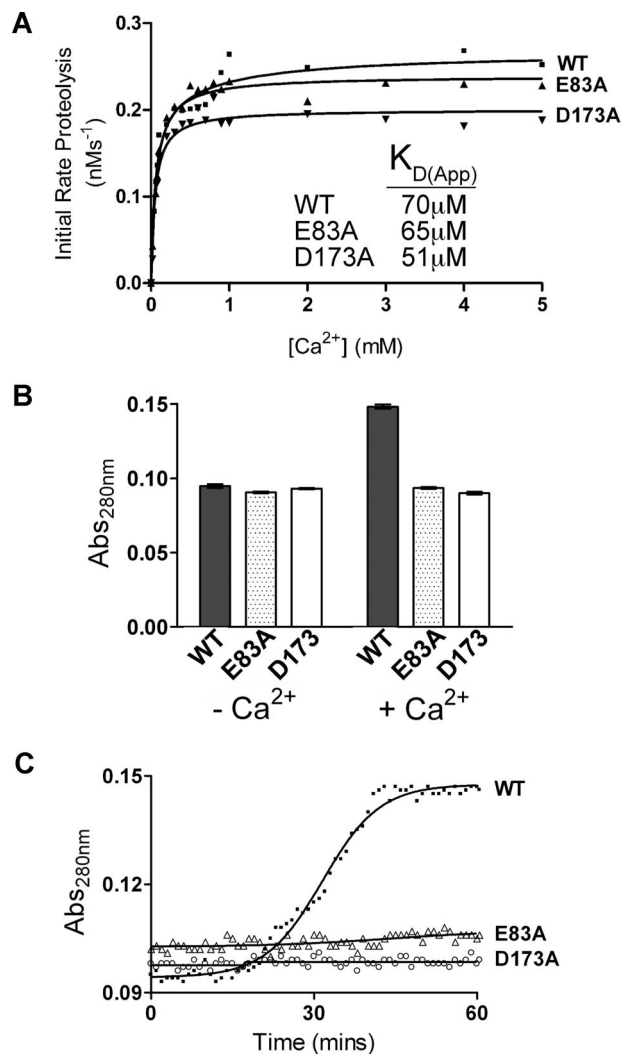 A
Initial Rate Proteolysis
(nMs⁻¹)
0.3
0.2
0.1
0.0
0 1 2 3 4 5
[Ca²⁺] (mM)
WT
E83A
D173A
K_D(App)
WT 70μM
E83A 65μM
D173A 51μM
B
Abs₂₈₀nm
0.15
0.10
0.05
0.00
WT E83A D173 WT E83A D173
- Ca²⁺ + Ca²⁺
C
Abs₂₈₀nm
0.15
0.12
0.09
0 30 60
Time (mins)
WT
E83A
D173A